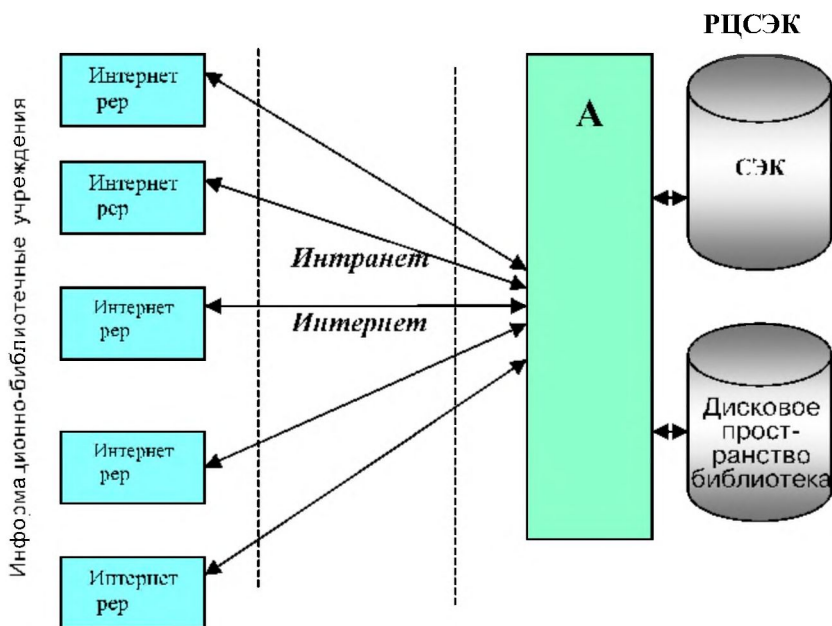 РЦСЭК
Информационно-библиотечные учреждения
Интернет
рер
Интернет
рер
Интернет
рер
Интернет
рер
Интернет
рер
Интранет
Интернет
А
СЭК
Дисковое
прост-
ранство
библиотека